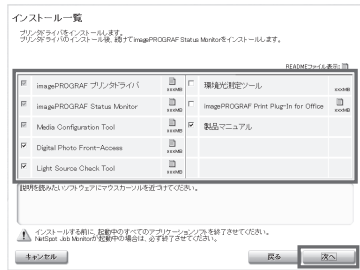 インストール一覧
プリンタドライバをインストールします。
プリンタドライバのインストール後、続けてimagePROGRAF Status Monitorをインストールします。
READMEファイル表示:
imagePROGRAF プリンタドライバ xxxMB
環境光測定ツール xxxMB
imagePROGRAF Status Monitor xxxMB
imagePROGRAF Print Plug-In for Office xxxMB
Media Configuration Tool xxxMB
製品マニュアル
Digital Photo Front-Access xxxMB
Light Source Check Tool xxxMB
説明を読みたいソフトウェアにマウスカーソルを近づけてください。
インストールする前に、起動中のすべてのアプリケーションソフトを終了させてください。
NetSpot Job Monitorが起動中の場合は、必ず終了させてください。
キャンセル
戻る
次へ